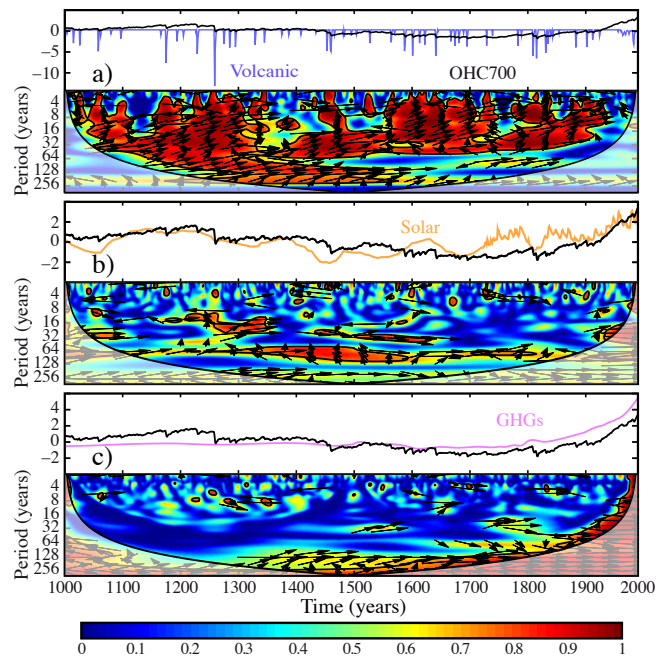 0
−5
−10
a)
Volcanic
OHC700
Period (years)
4
8
16
32
64
128
256
2
0
−2
b)
Solar
Period (years)
4
8
16
32
64
128
256
4
2
0
−2
c)
GHGs
Period (years)
4
8
16
32
64
128
256
1000 1100 1200 1300 1400 1500 1600 1700 1800 1900 2000
Time (years)
0 0.1 0.2 0.3 0.4 0.5 0.6 0.7 0.8 0.9 1